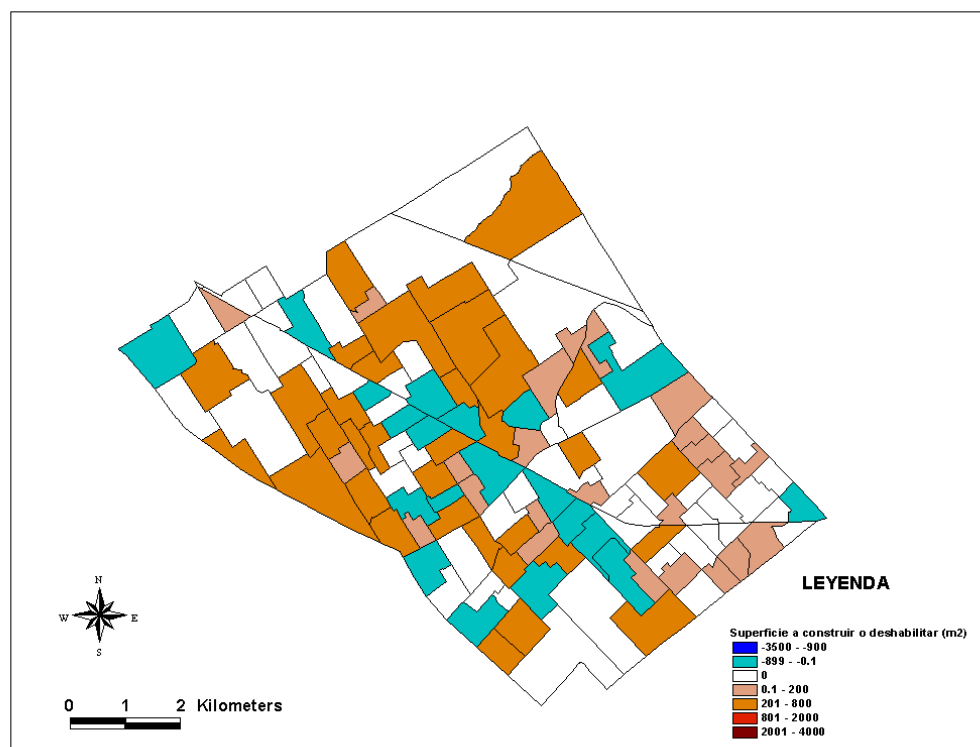 N
W E
S
0 1 2 Kilometers
LEYENDA
Superficie a construir o deshabilitar (m2)
-3500 - -900
-899 - -0.1
0
0.1 - 200
201 - 800
801 - 2000
2001 - 4000